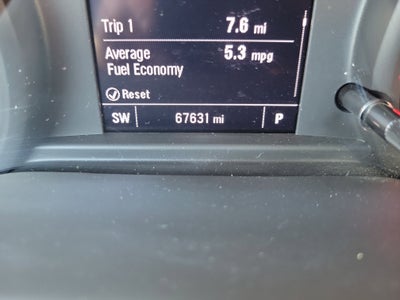 Trip 1 7.6 mi
Average 5.3 mpg
Fuel Economy
Reset
SW 67631 mi P